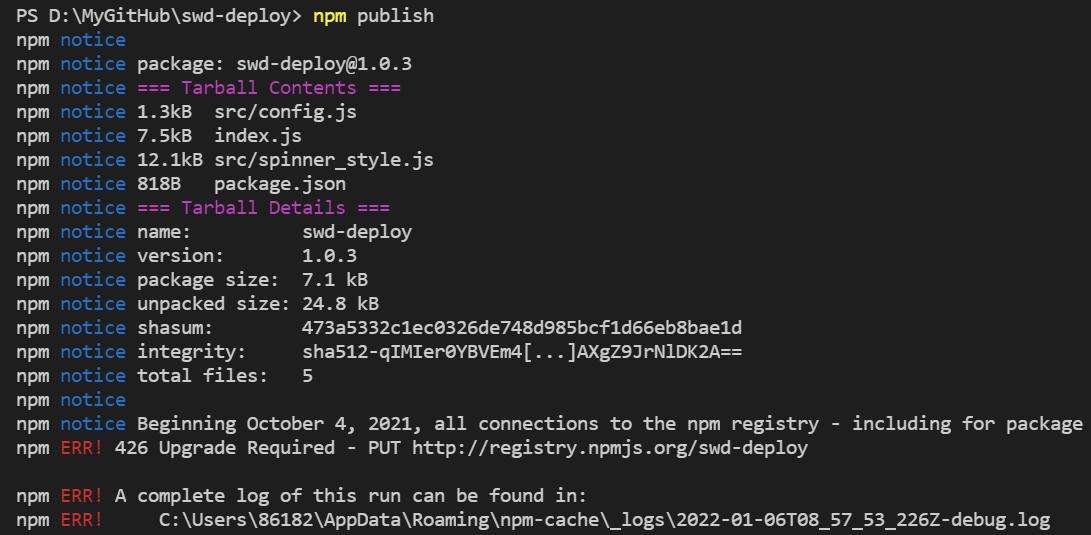 PS D:\MyGitHub\swd-deploy> npm publish
npm notice
npm notice package: swd-deploy@1.0.3
npm notice === Tarball Contents ===
npm notice 1.3kB  src/config.js
npm notice 7.5kB  index.js
npm notice 12.1kB src/spinner_style.js
npm notice 818B   package.json
npm notice === Tarball Details ===
npm notice name:          swd-deploy
npm notice version:       1.0.3
npm notice package size:  7.1 kB
npm notice unpacked size: 24.8 kB
npm notice shasum:        473a5332c1ec0326de748d985bcf1d66eb8bae1d
npm notice integrity:     sha512-qIMIer0YBVEm4[...]AXgZ9JrNlDK2A==
npm notice total files:   5
npm notice
npm notice Beginning October 4, 2021, all connections to the npm registry - including for package
npm ERR! 426 Upgrade Required - PUT http://registry.npmjs.org/swd-deploy
npm ERR! A complete log of this run can be found in:
npm ERR!     C:\Users\86182\AppData\Roaming\npm-cache\_logs\2022-01-06T08_57_53_226Z-debug.log